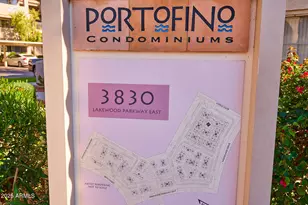 PORTOFINO
CONDOMINIUMS
3830
LAKEWOOD PARKWAY EAST
2025 ARMLS